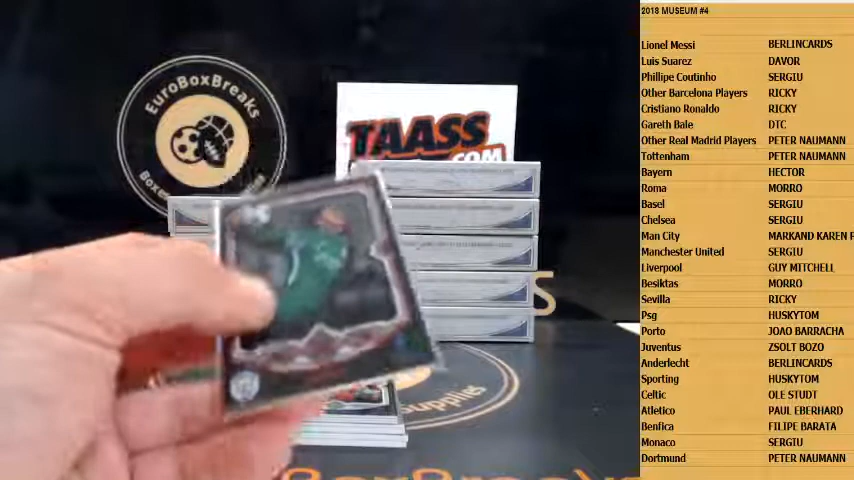 2018 MUSEUM #4
Lionel Messi BERLINCARDS
Luis Suarez DAVOR
Phillipe Coutinho SERGIU
Other Barcelona Players RICKY
Cristiano Ronaldo RICKY
Gareth Bale DTC
Other Real Madrid Players PETER NAUMANN
Tottenham PETER NAUMANN
Bayern HECTOR
Roma MORRO
Basel SERGIU
Chelsea SERGIU
Man City MARKAND KAREN F
Manchester United SERGIU
Liverpool GUY MITCHELL
Besiktas MORRO
Sevilla RICKY
Psg HUSKYTOM
Porto JOAO BARRACHA
Juventus ZSOLT BOZO
Anderlecht BERLINCARDS
Sporting HUSKYTOM
Celtic OLE STUDT
Atletico PAUL EBERHARD
Benfica FILIPE BARATA
Monaco SERGIU
Dortmund PETER NAUMANN
EuroBoxBreaks
TAASS
.COM
Supplies